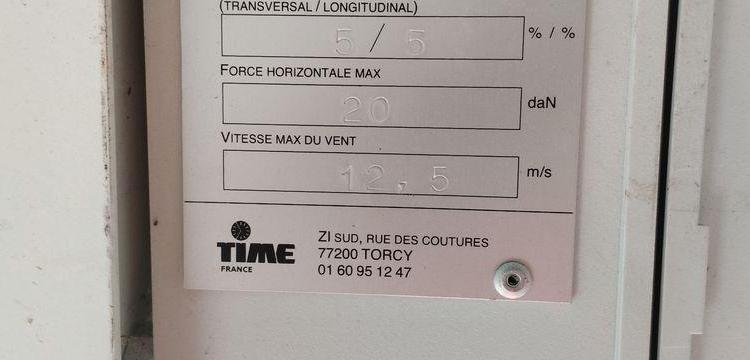 (TRANSVERSAL / LONGITUDINAL)
5 / 5 % / %
FORCE HORIZONTALE MAX
20 daN
VITESSE MAX DU VENT
12,5 m/s
TIME
FRANCE
ZI SUD, RUE DES COUTURES
77200 TORCY
01 60 95 12 47